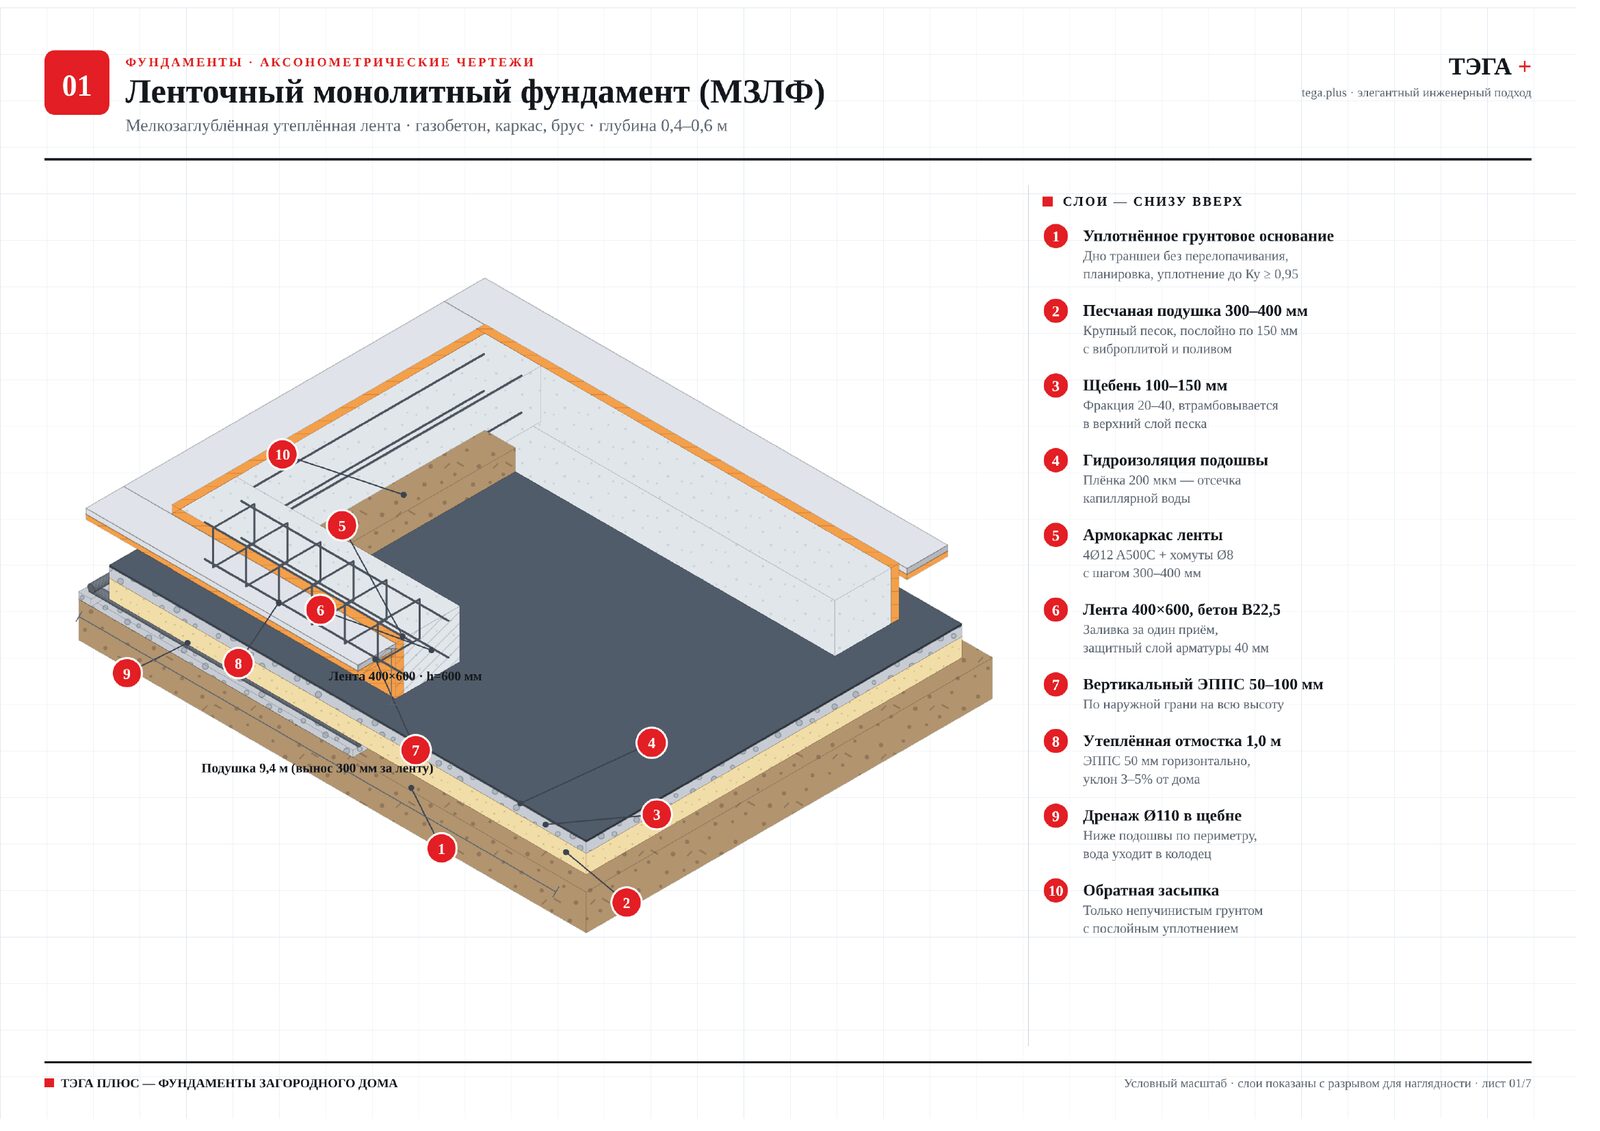 01
ФУНДАМЕНТЫ · АКСОНОМЕТРИЧЕСКИЕ ЧЕРТЕЖИ
Ленточный монолитный фундамент (МЗЛФ)
Мелкозаглублённая утеплённая лента · газобетон, каркас, брус · глубина 0,4–0,6 м
ТЭГА +
tega.plus · элегантный инженерный подход
10
5
6
8
9
Лента 400×600 · h=600 мм
7
4
Подушка 9,4 м (вынос 300 мм за ленту)
3
1
2
СЛОИ — СНИЗУ ВВЕРХ
1 Уплотнённое грунтовое основание
Дно траншеи без перелопачивания,
планировка, уплотнение до Ку ≥ 0,95
2 Песчаная подушка 300–400 мм
Крупный песок, послойно по 150 мм
с виброплитой и поливом
3 Щебень 100–150 мм
Фракция 20–40, втрамбовывается
в верхний слой песка
4 Гидроизоляция подошвы
Плёнка 200 мкм — отсечка
капиллярной воды
5 Армокаркас ленты
4Ø12 А500С + хомуты Ø8
с шагом 300–400 мм
6 Лента 400×600, бетон В22,5
Заливка за один приём,
защитный слой арматуры 40 мм
7 Вертикальный ЭППС 50–100 мм
По наружной грани на всю высоту
8 Утеплённая отмостка 1,0 м
ЭППС 50 мм горизонтально,
уклон 3–5% от дома
9 Дренаж Ø110 в щебне
Ниже подошвы по периметру,
вода уходит в колодец
10 Обратная засыпка
Только непучинистым грунтом
с послойным уплотнением
ТЭГА ПЛЮС — ФУНДАМЕНТЫ ЗАГОРОДНОГО ДОМА
Условный масштаб · слои показаны с разрывом для наглядности · лист 01/7